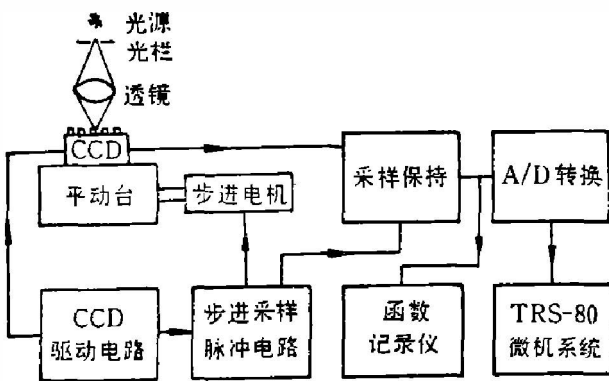 光源
光栏
透镜
CCD
平动台
步进电机
采样保持
A/D 转换
CCD
驱动电路
步进采样
脉冲电路
函数
记录仪
TRS-80
微机系统